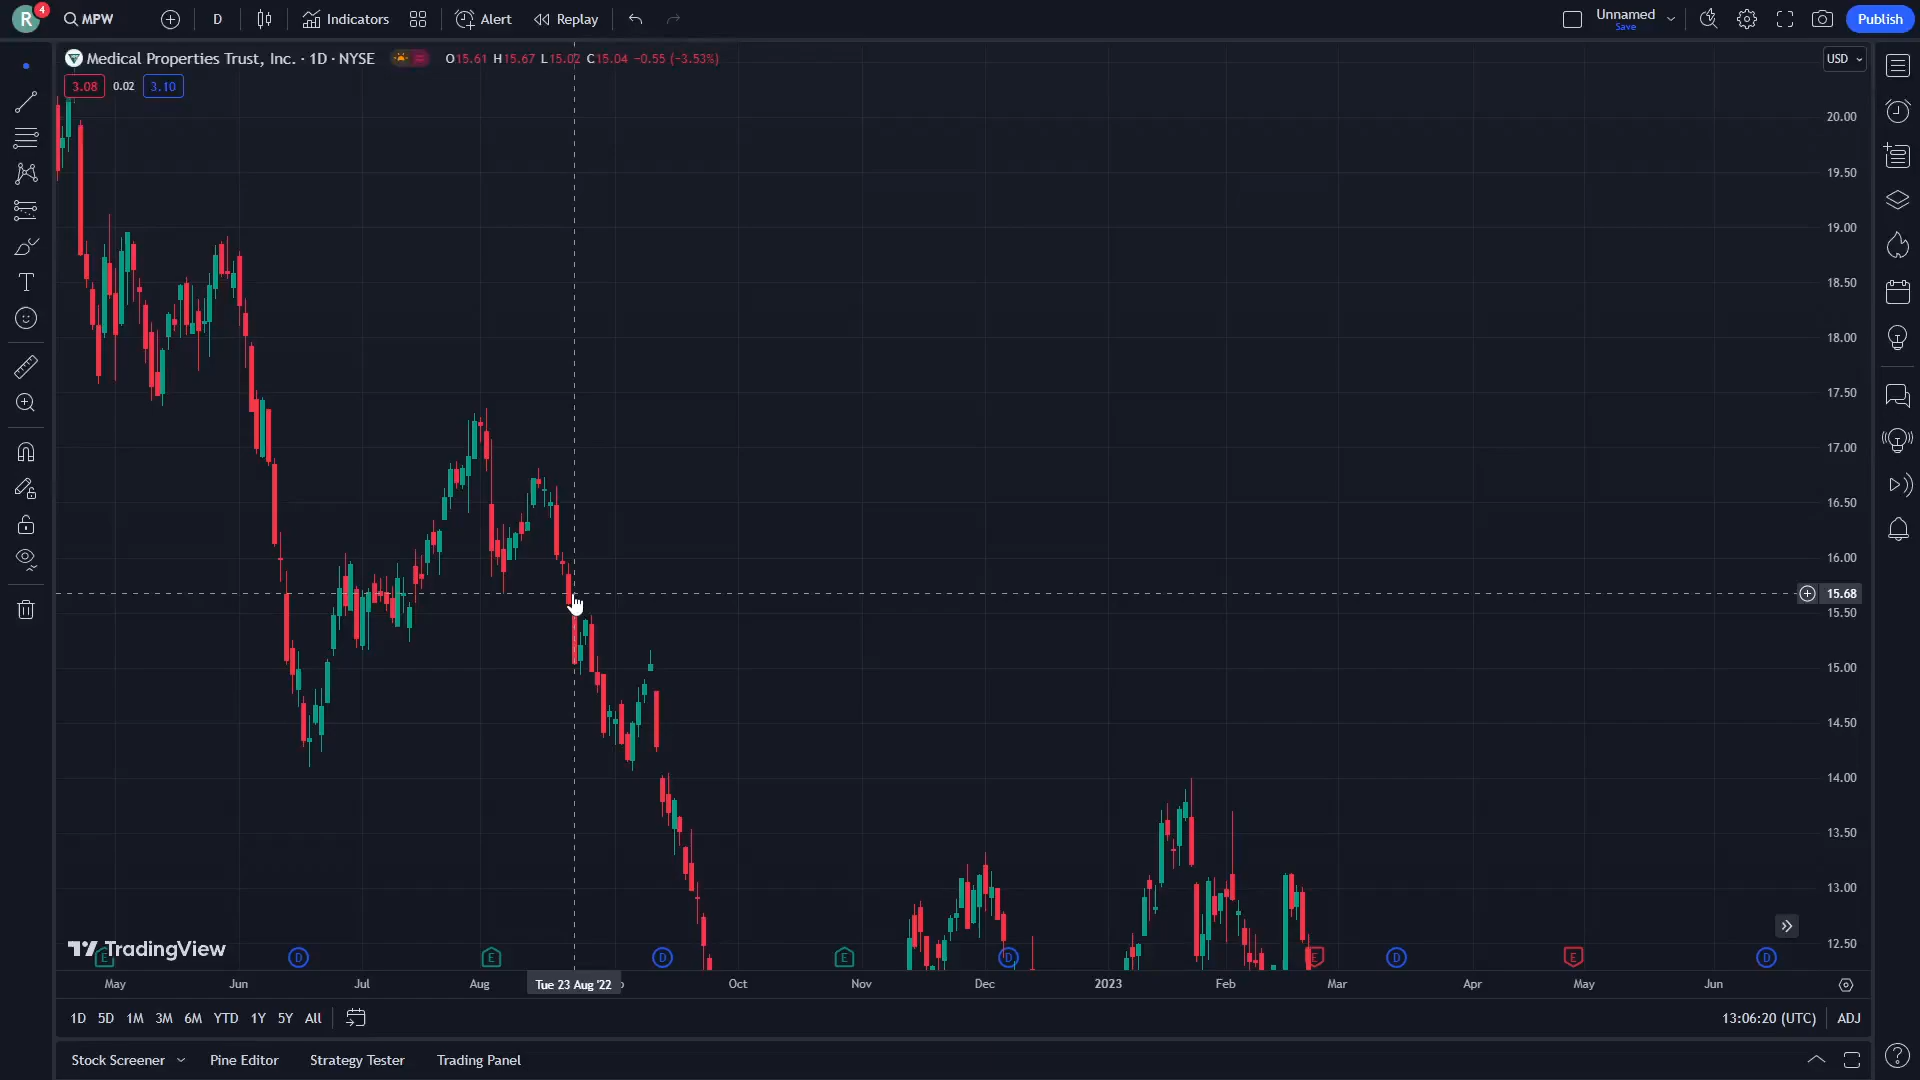 R
4
MPW
D
Indicators
Alert
Replay
Unnamed
Save
Publish
Medical Properties Trust, Inc. · 1D · NYSE
O15.61 H15.67 L15.02 C15.04 −0.55 (−3.53%)
USD
3.08
0.02
3.10
20.00
19.50
19.00
18.50
18.00
17.50
17.00
16.50
16.00
15.68
15.50
15.00
14.50
14.00
13.50
13.00
12.50
TradingView
E
D
E
D
E
D
E
D
E
D
May
Jun
Jul
Aug
Tue 23 Aug '22
Oct
Nov
Dec
2023
Feb
Mar
Apr
May
Jun
1D 5D 1M 3M 6M YTD 1Y 5Y All
13:06:20 (UTC)
ADJ
Stock Screener
Pine Editor
Strategy Tester
Trading Panel